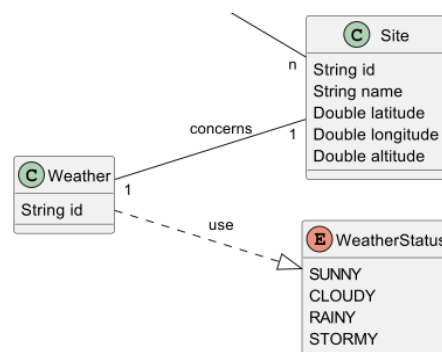 C Site
n
String id
String name
Double latitude
Double longitude
Double altitude
concerns
1
C Weather
1
String id
use
E WeatherStatus
SUNNY
CLOUDY
RAINY
STORMY